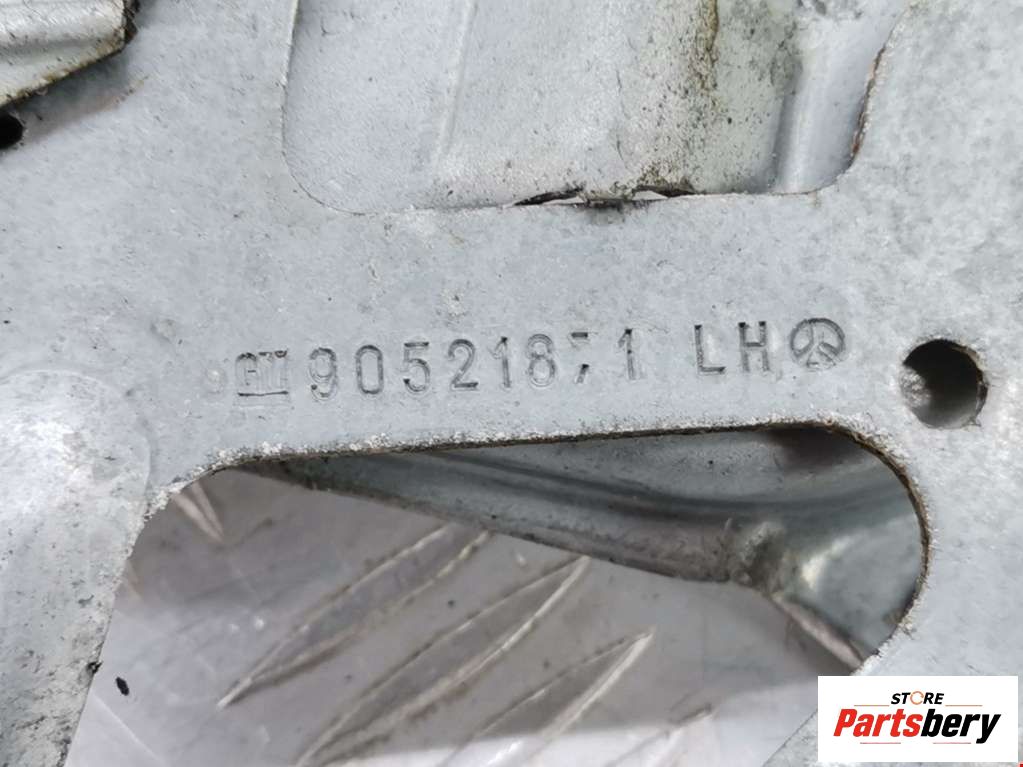 GM 90521871 LH
STORE
Partsbery